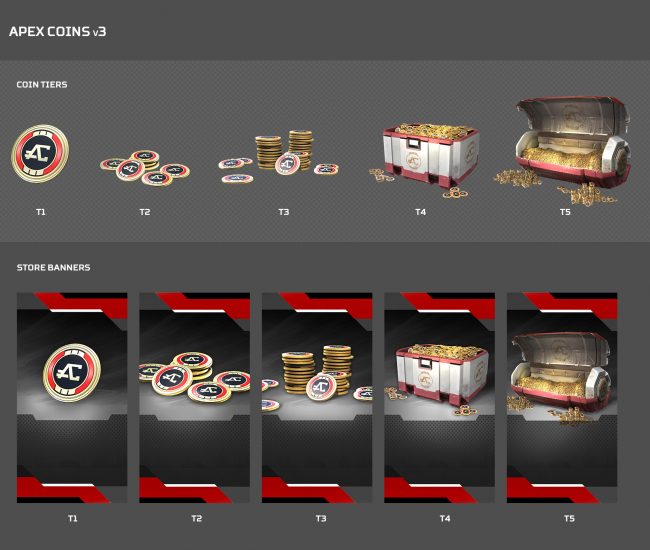 APEX COINS v3
COIN TIERS
T1 T2 T3 T4 T5
STORE BANNERS
T1 T2 T3 T4 T5